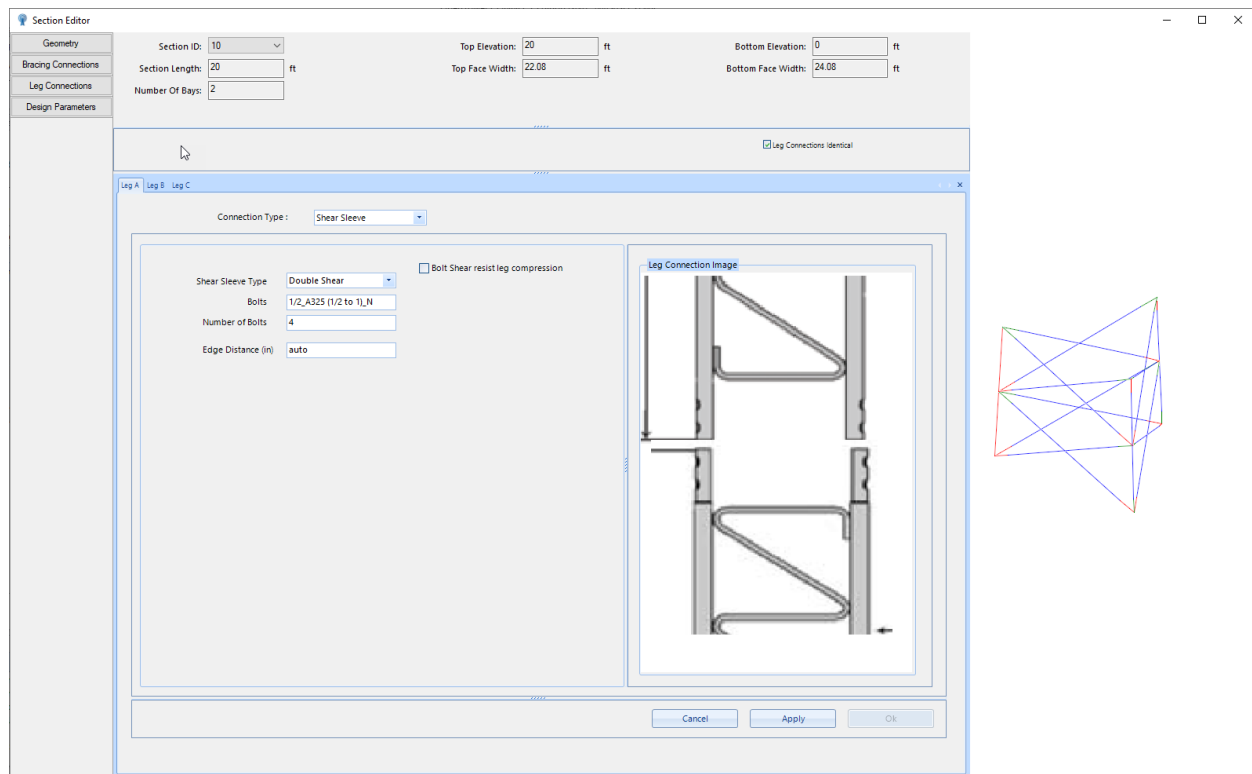 Section Editor
Geometry
Bracing Connections
Leg Connections
Design Parameters
Section ID: 10
Top Elevation: 20 ft
Bottom Elevation: 0 ft
Section Length: 20 ft
Top Face Width: 22.08 ft
Bottom Face Width: 24.08 ft
Number Of Bays: 2
Leg Connections Identical
Leg A Leg B Leg C
Connection Type : Shear Sleeve
Bolt Shear resist leg compression
Shear Sleeve Type Double Shear
Bolts 1/2_A325 (1/2 to 1)_N
Number of Bolts 4
Edge Distance (in) auto
Leg Connection Image
Cancel Apply Ok